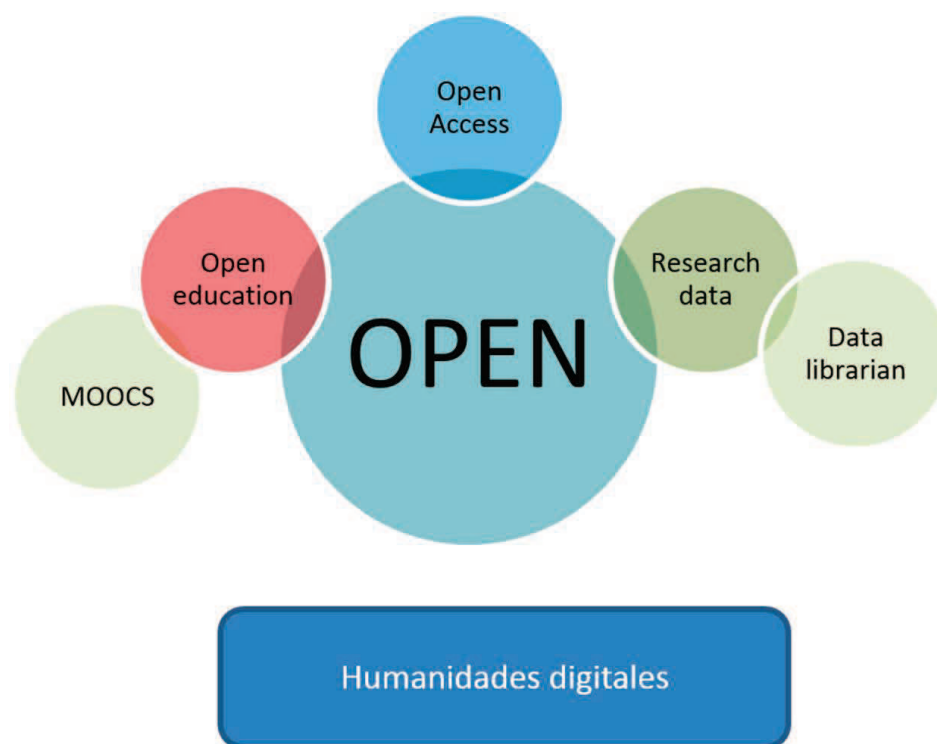 Open
Access
Open
education
Research
data
OPEN
Data
librarian
MOOCS
Humanidades digitales